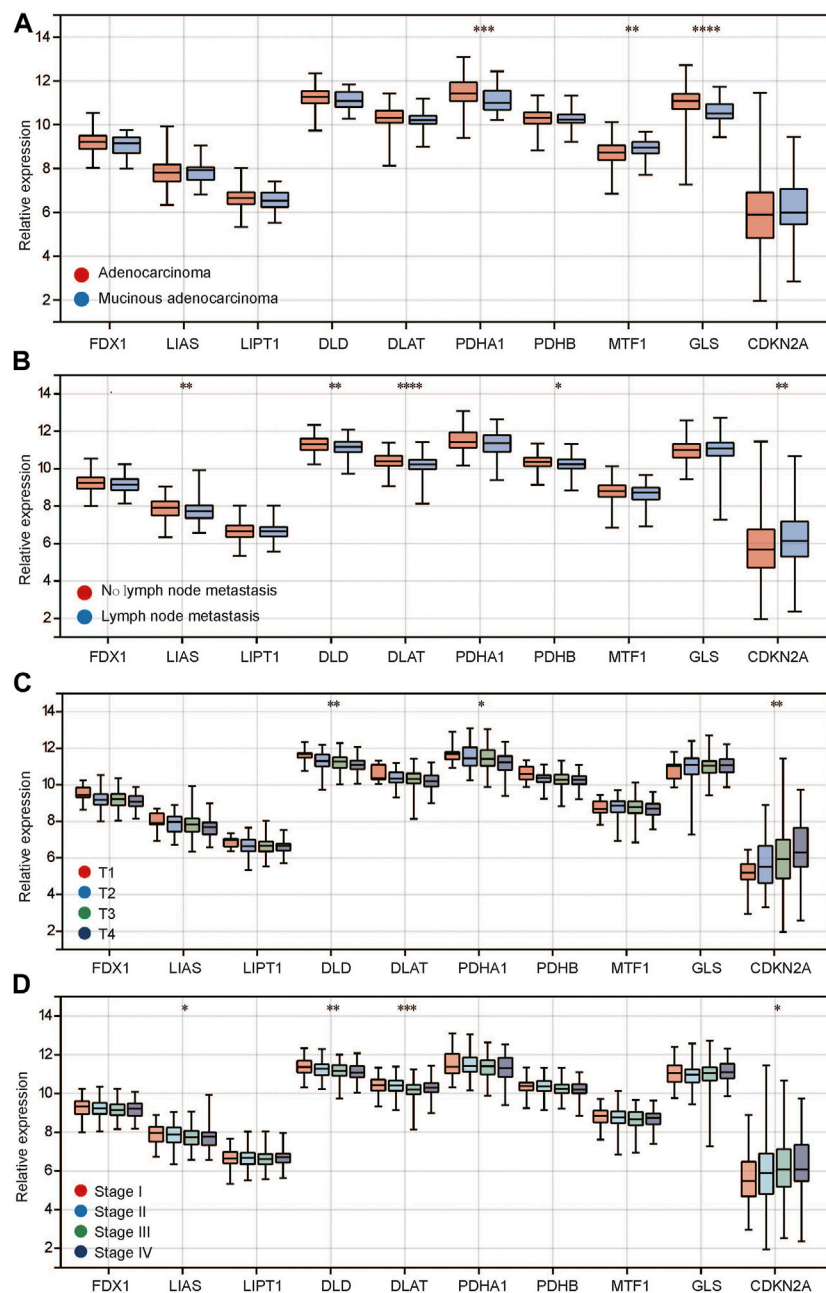 A
14
*** ** ****
12
10
8
6
4
2
Relative expression
Adenocarcinoma
Mucinous adenocarcinoma
FDX1 LIAS LIPT1 DLD DLAT PDHA1 PDHB MTF1 GLS CDKN2A
B
14
** ** **** * **
12
10
8
6
4
2
Relative expression
No lymph node metastasis
Lymph node metastasis
FDX1 LIAS LIPT1 DLD DLAT PDHA1 PDHB MTF1 GLS CDKN2A
C
14
** * **
12
10
8
6
4
2
Relative expression
T1
T2
T3
T4
FDX1 LIAS LIPT1 DLD DLAT PDHA1 PDHB MTF1 GLS CDKN2A
D
14
* ** *** *
12
10
8
6
4
2
Relative expression
Stage I
Stage II
Stage III
Stage IV
FDX1 LIAS LIPT1 DLD DLAT PDHA1 PDHB MTF1 GLS CDKN2A